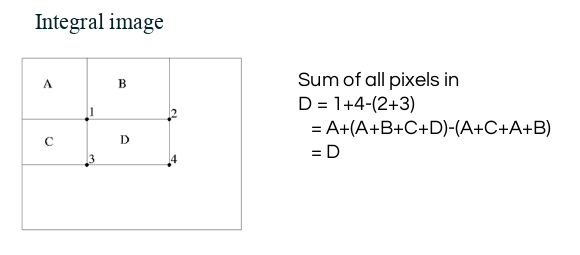 Integral image
A B
1 2
C D
3 4
Sum of all pixels in
D = 1+4-(2+3)
= A+(A+B+C+D)-(A+C+A+B)
= D